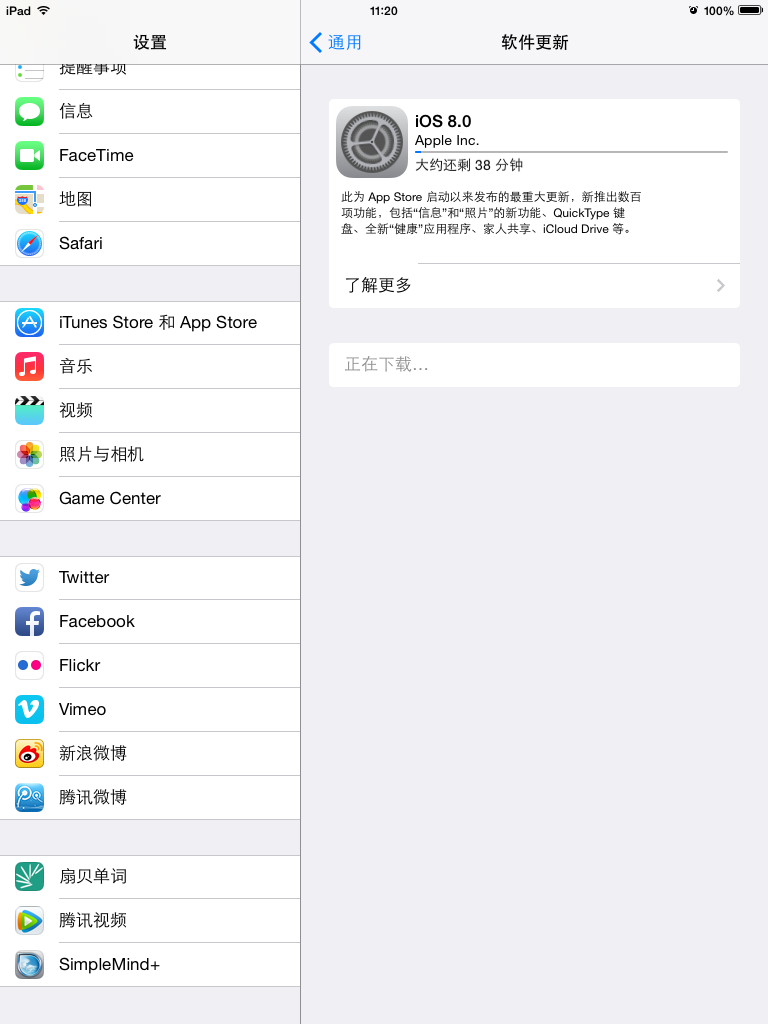 iPad
11:20
100%
设置
提醒事项
信息
FaceTime
地图
Safari
iTunes Store 和 App Store
音乐
视频
照片与相机
Game Center
Twitter
Facebook
Flickr
Vimeo
新浪微博
腾讯微博
扇贝单词
腾讯视频
SimpleMind+
通用
软件更新
iOS 8.0
Apple Inc.
大约还剩 38 分钟
此为 App Store 启动以来发布的最重大更新，新推出数百
项功能，包括“信息”和“照片”的新功能、QuickType 键
盘、全新“健康”应用程序、家人共享、iCloud Drive 等。
了解更多
正在下载...